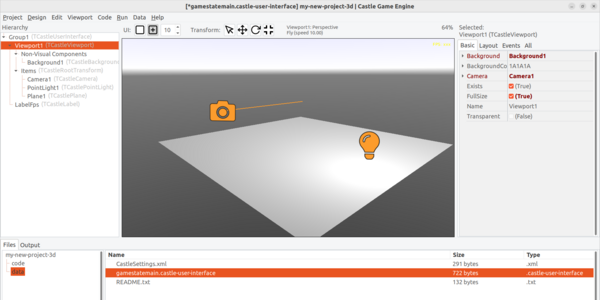 [*gamestatemain.castle-user-interface] my-new-project-3d | Castle Game Engine
Project Design Edit Viewport Code Run Data Help
Hierarchy
Group1 (TCastleUserInterface)
Viewport1 (TCastleViewport)
Non-Visual Components
Background1 (TCastleBackground
Items (TCastleRootTransform)
Camera1 (TCastleCamera)
PointLight1 (TCastlePointLight)
Plane1 (TCastlePlane)
LabelFps (TCastleLabel)
UI: 10 Transform: Viewport1: Perspective 64%
Fly (speed 10.00)
Selected:
Viewport1 (TCastleViewport)
Basic Layout Events All
Background Background1
BackgroundCo 1A1A1A
Camera Camera1
Exists (True)
FullSize (True)
Name Viewport1
Transparent (False)
Files Output
my-new-project-3d
code
data
Name Size Type
CastleSettings.xml 291 bytes .xml
gamestatemain.castle-user-interface 722 bytes .castle-user-interface
README.txt 132 bytes .txt